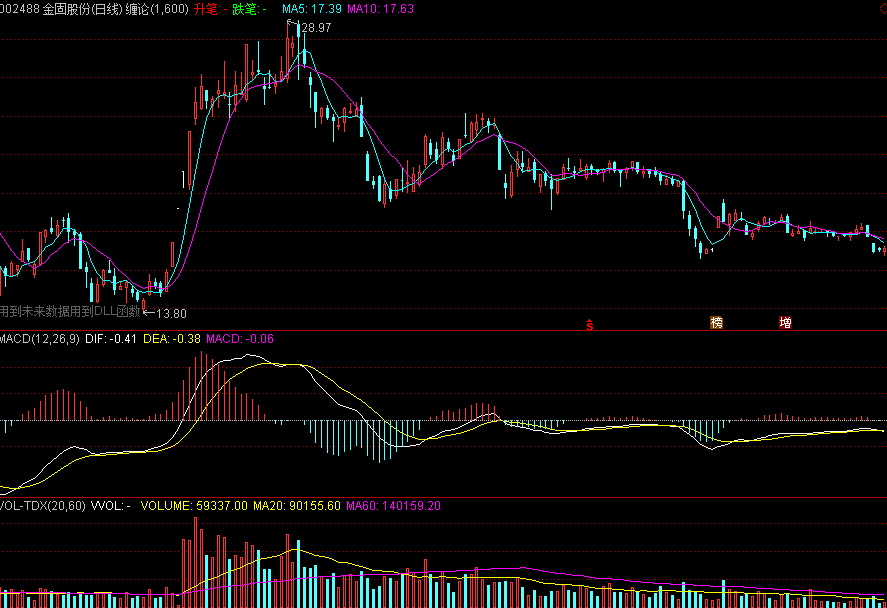 002488 金固股份(日线) 缠论(1,600) 升笔: - 跌笔: - MA5: 17.39 MA10: 17.63
28.97
用到未来数据用到DLL函数
13.80
S
榜 增
MACD(12,26,9) DIF: -0.41 DEA: -0.38 MACD: -0.06
VOL-TDX(20,60) VVOL: - VOLUME: 59337.00 MA20: 90155.60 MA60: 140159.20